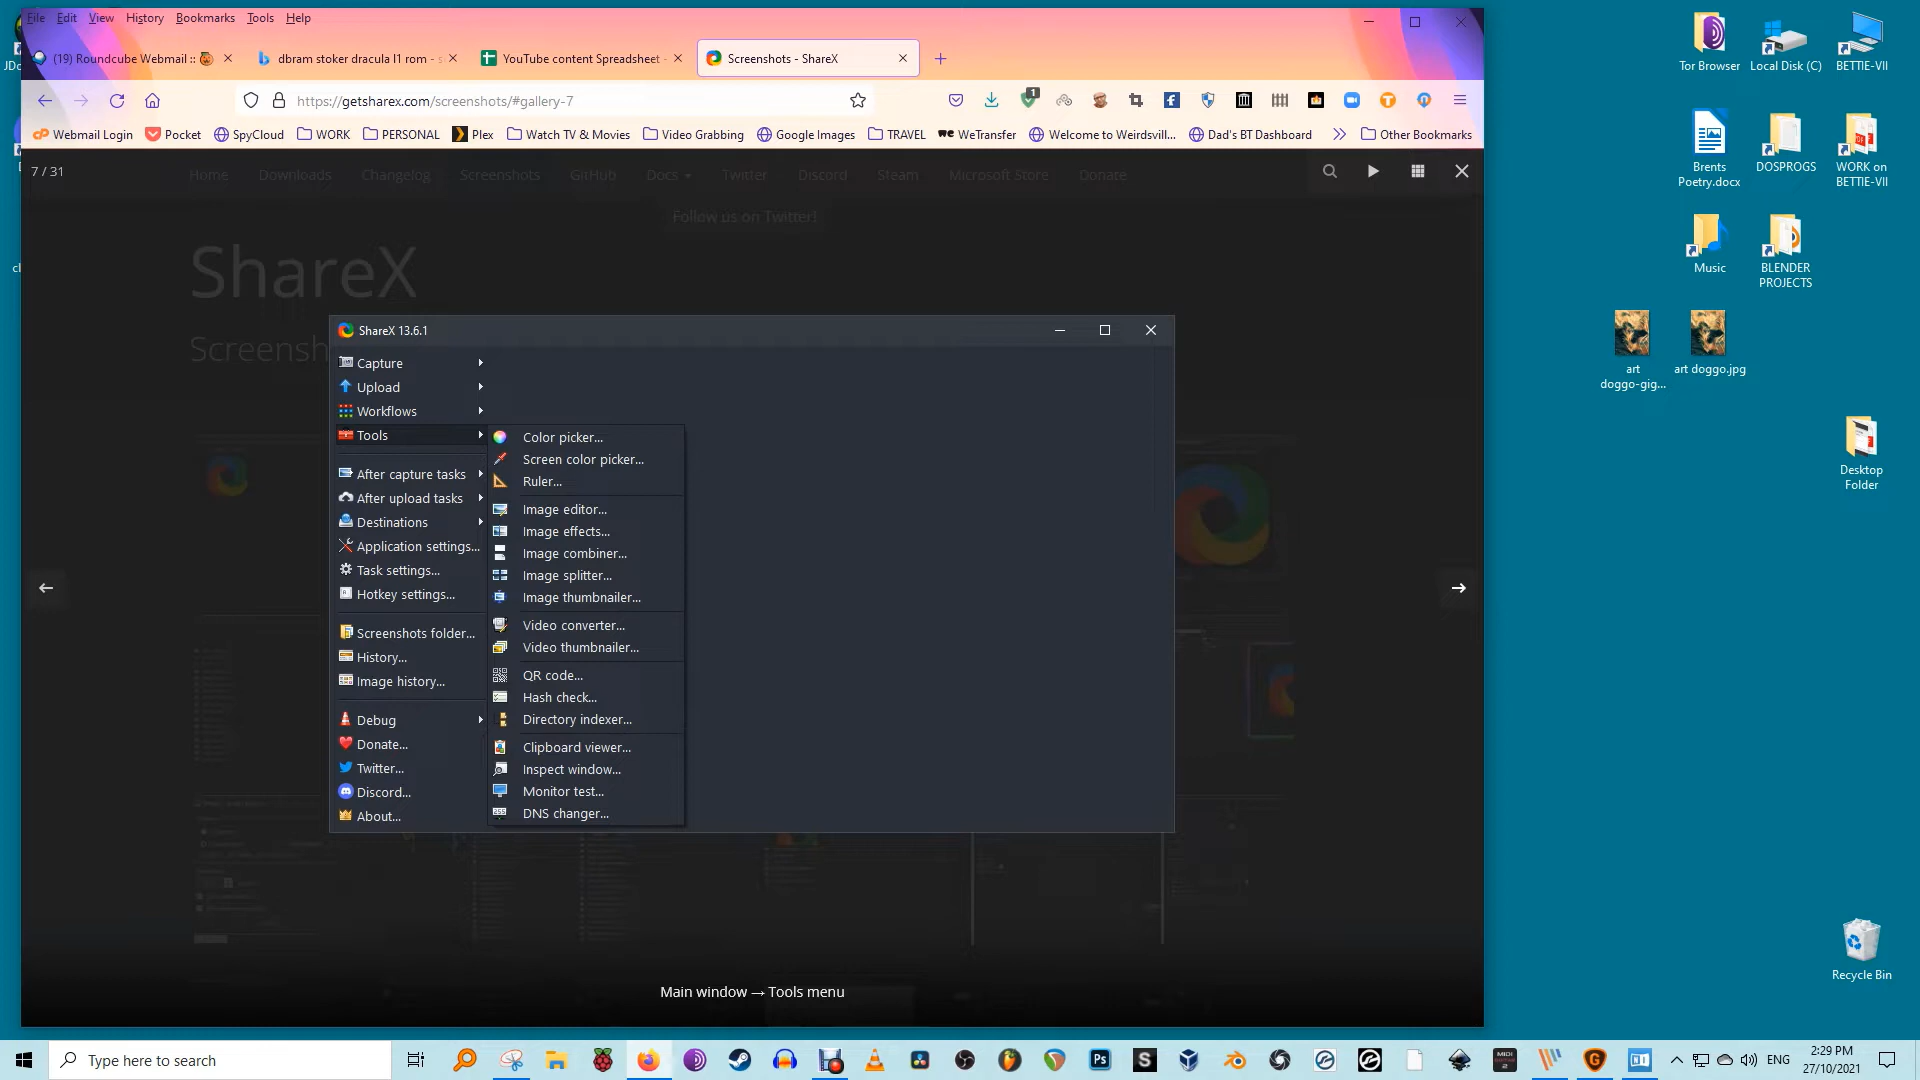 File Edit View History Bookmarks Tools Help
(19) Roundcube Webmail ::
dbram stoker dracula l1 rom - s
YouTube content Spreadsheet -
Screenshots - ShareX
https://getsharex.com/screenshots/#gallery-7
1
Webmail Login Pocket SpyCloud WORK PERSONAL Plex Watch TV & Movies Video Grabbing Google Images TRAVEL WeTransfer Welcome to Weirdsvill... Dad's BT Dashboard Other Bookmarks
7 / 31
Home Downloads Changelog Screenshots GitHub Docs Twitter Discord Steam Microsoft Store Donate
Follow us on Twitter!
ShareX
Screensh
ShareX 13.6.1
Capture
Upload
Workflows
Tools
After capture tasks
After upload tasks
Destinations
Application settings...
Task settings...
Hotkey settings...
Screenshots folder...
History...
Image history...
Debug
Donate...
Twitter...
Discord...
About...
Color picker...
Screen color picker...
Ruler...
Image editor...
Image effects...
Image combiner...
Image splitter...
Image thumbnailer...
Video converter...
Video thumbnailer...
QR code...
Hash check...
Directory indexer...
Clipboard viewer...
Inspect window...
Monitor test...
DNS changer...
Main window → Tools menu
Tor Browser
Local Disk (C)
BETTIE-VII
Brents
Poetry.docx
DOSPROGS
WORK on
BETTIE-VII
Music
BLENDER
PROJECTS
art
doggo-gig...
art doggo.jpg
Desktop
Folder
Recycle Bin
Type here to search
ENG
2:29 PM
27/10/2021